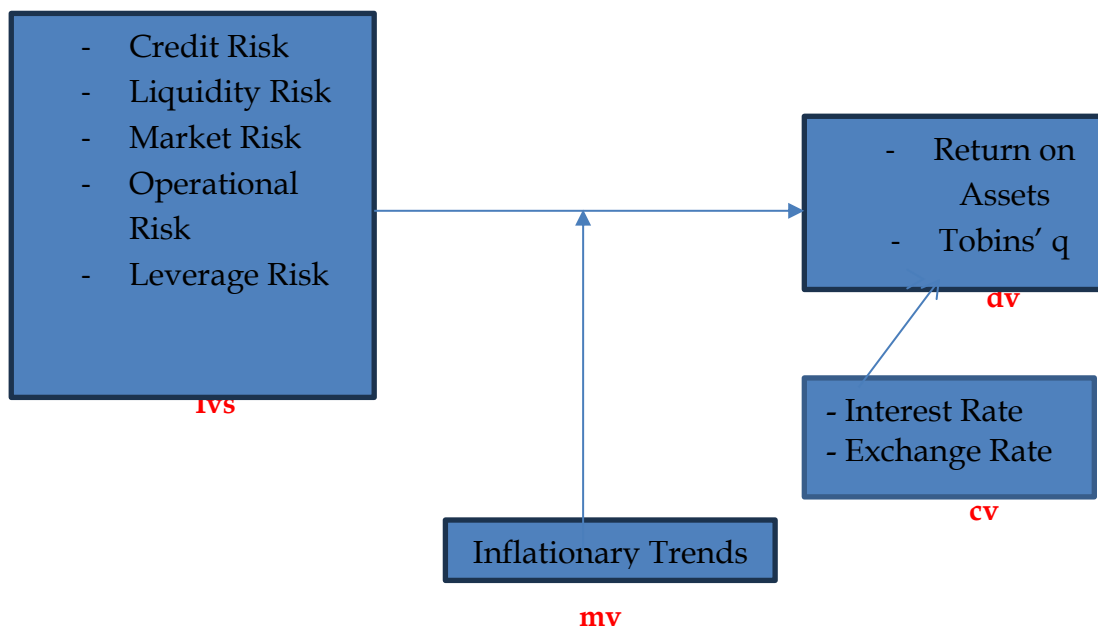 - Credit Risk
- Liquidity Risk
- Market Risk
- Operational
Risk
- Leverage Risk
Ivs
- Return on
Assets
- Tobins’ q
dv
- Interest Rate
- Exchange Rate
cv
Inflationary Trends
mv